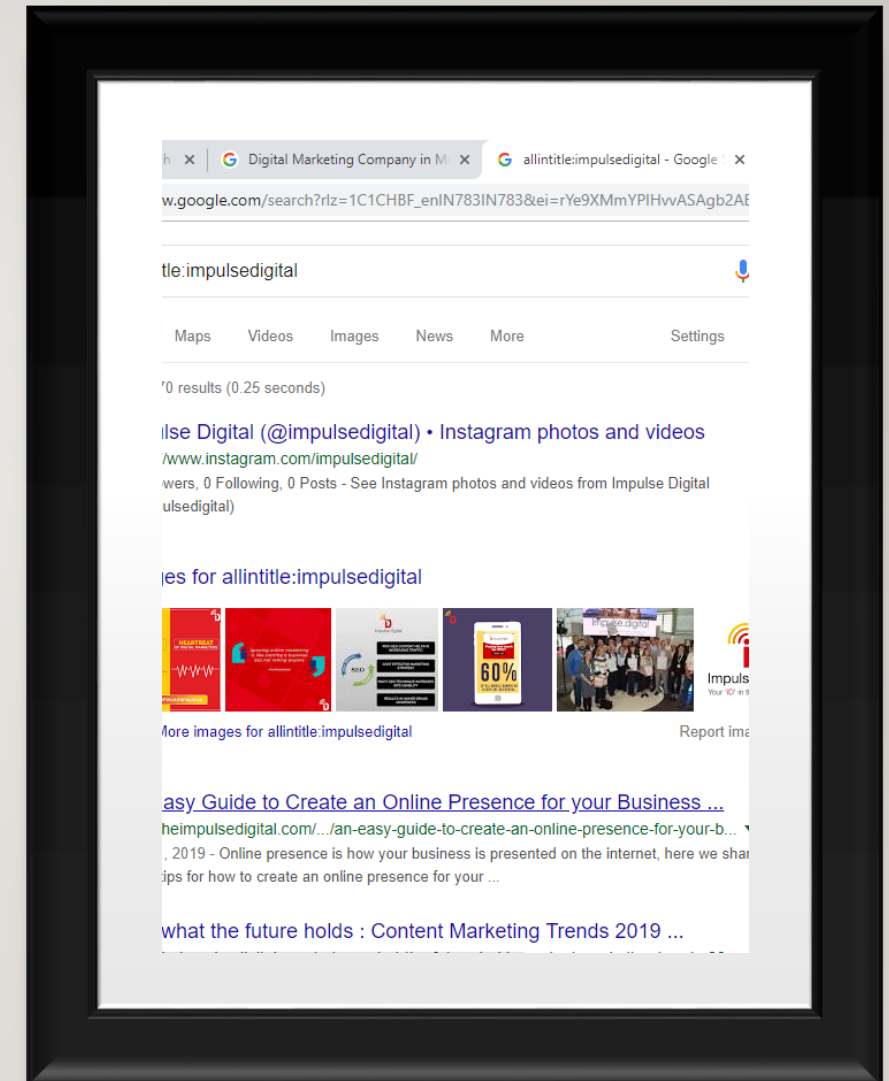 h
Digital Marketing Company in M
allintitle:impulsedigital - Google
w.google.com/search?rlz=1C1CHBF_enIN783IN783&ei=rYe9XMmYPIHvvASAgb2AE
tle:impulsedigital
Maps Videos Images News More Settings
70 results (0.25 seconds)
ulse Digital (@impulsedigital) • Instagram photos and videos
/www.instagram.com/impulsedigital/
wers, 0 Following, 0 Posts - See Instagram photos and videos from Impulse Digital
ulsedigital)
ges for allintitle:impulsedigital
HEARTBEAT
60%
impulse.digital
Impuls
More images for allintitle:impulsedigital
Report ima
asy Guide to Create an Online Presence for your Business ...
heimpulsedigital.com/.../an-easy-guide-to-create-an-online-presence-for-your-b...
, 2019 - Online presence is how your business is presented on the internet, here we shar
tips for how to create an online presence for your ...
what the future holds : Content Marketing Trends 2019 ...